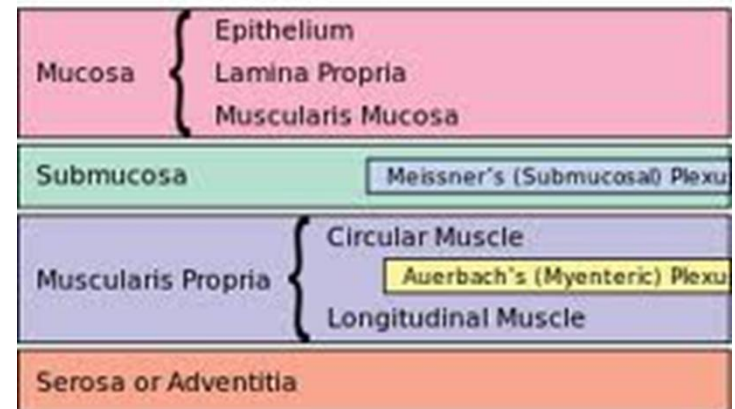 Epithelium
Mucosa
Lamina Propria
Muscularis Mucosa
Submucosa
Meissner's (Submucosal) Plexu
Circular Muscle
Auerbach's (Myenteric) Plexu
Muscularis Propria
Longitudinal Muscle
Serosa or Adventitia